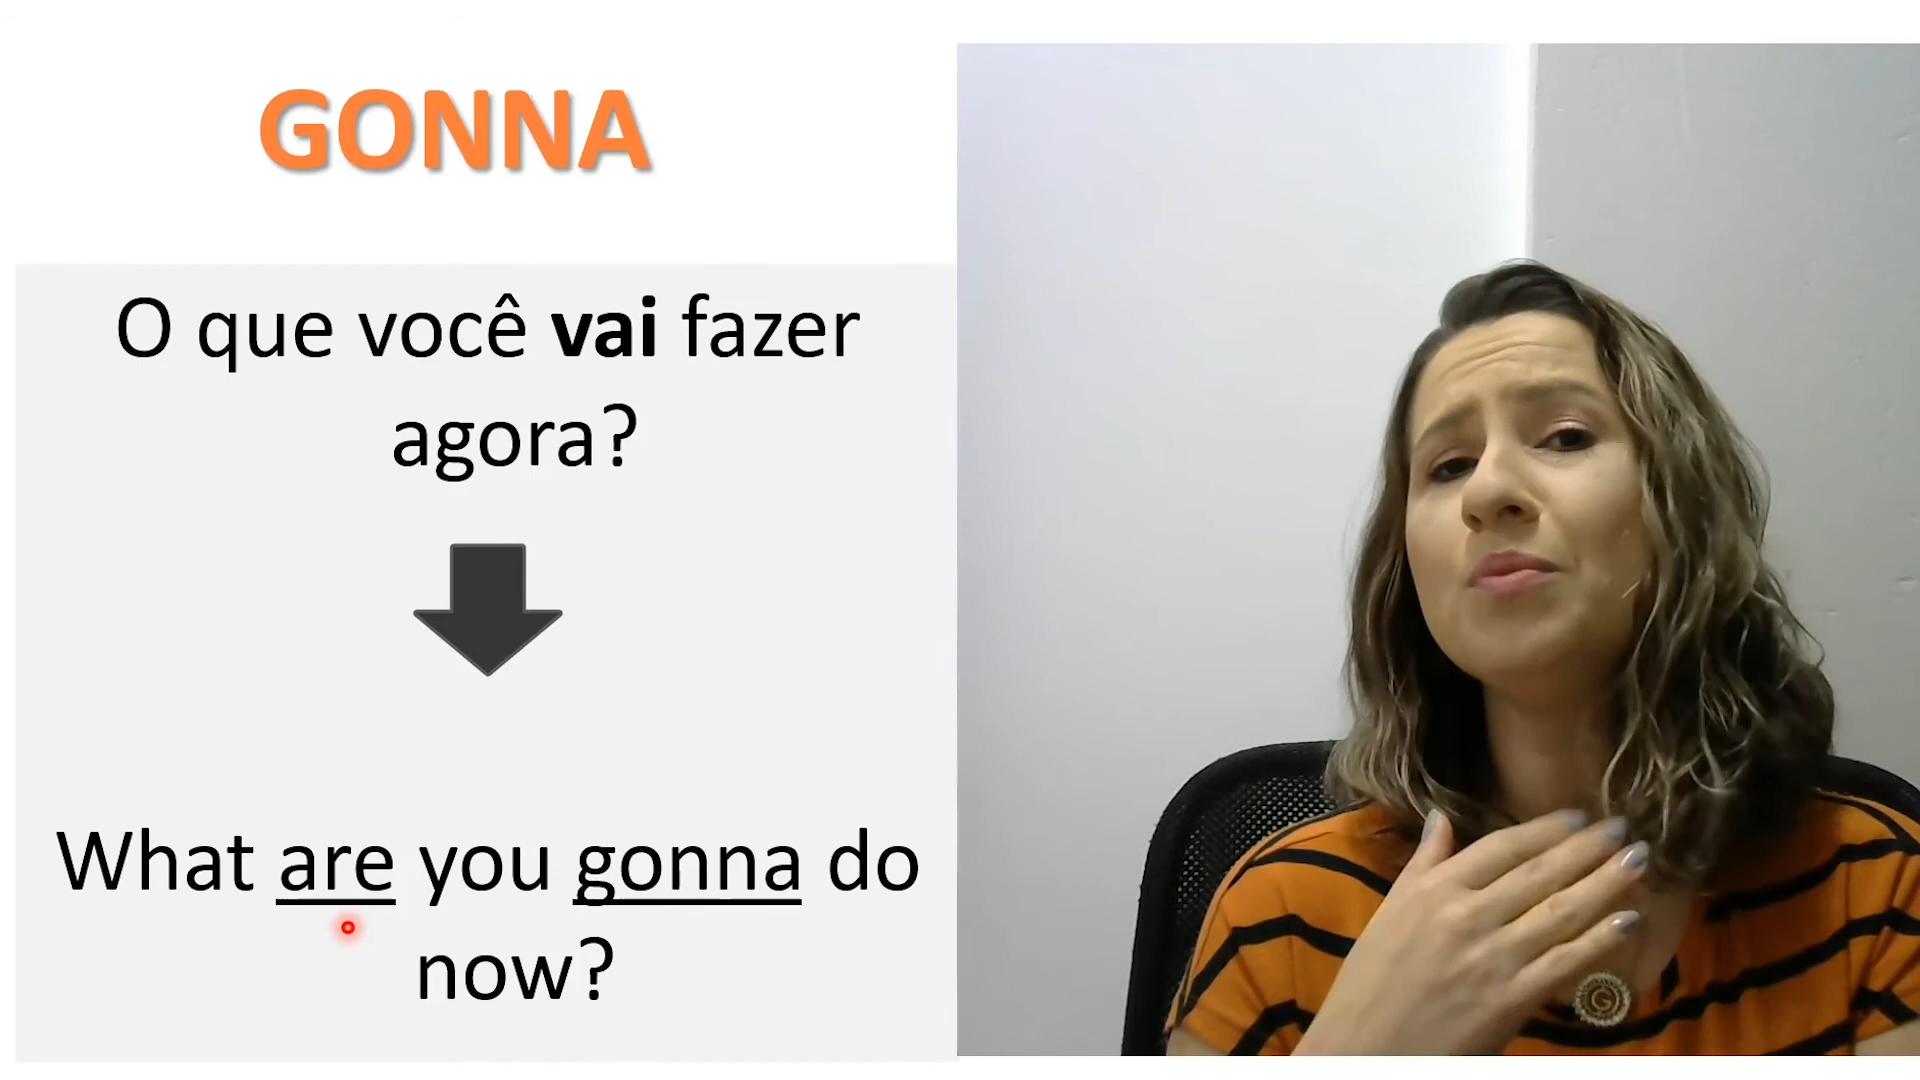 GONNA
O que você vai fazer
agora?
What are you gonna do
now?
G